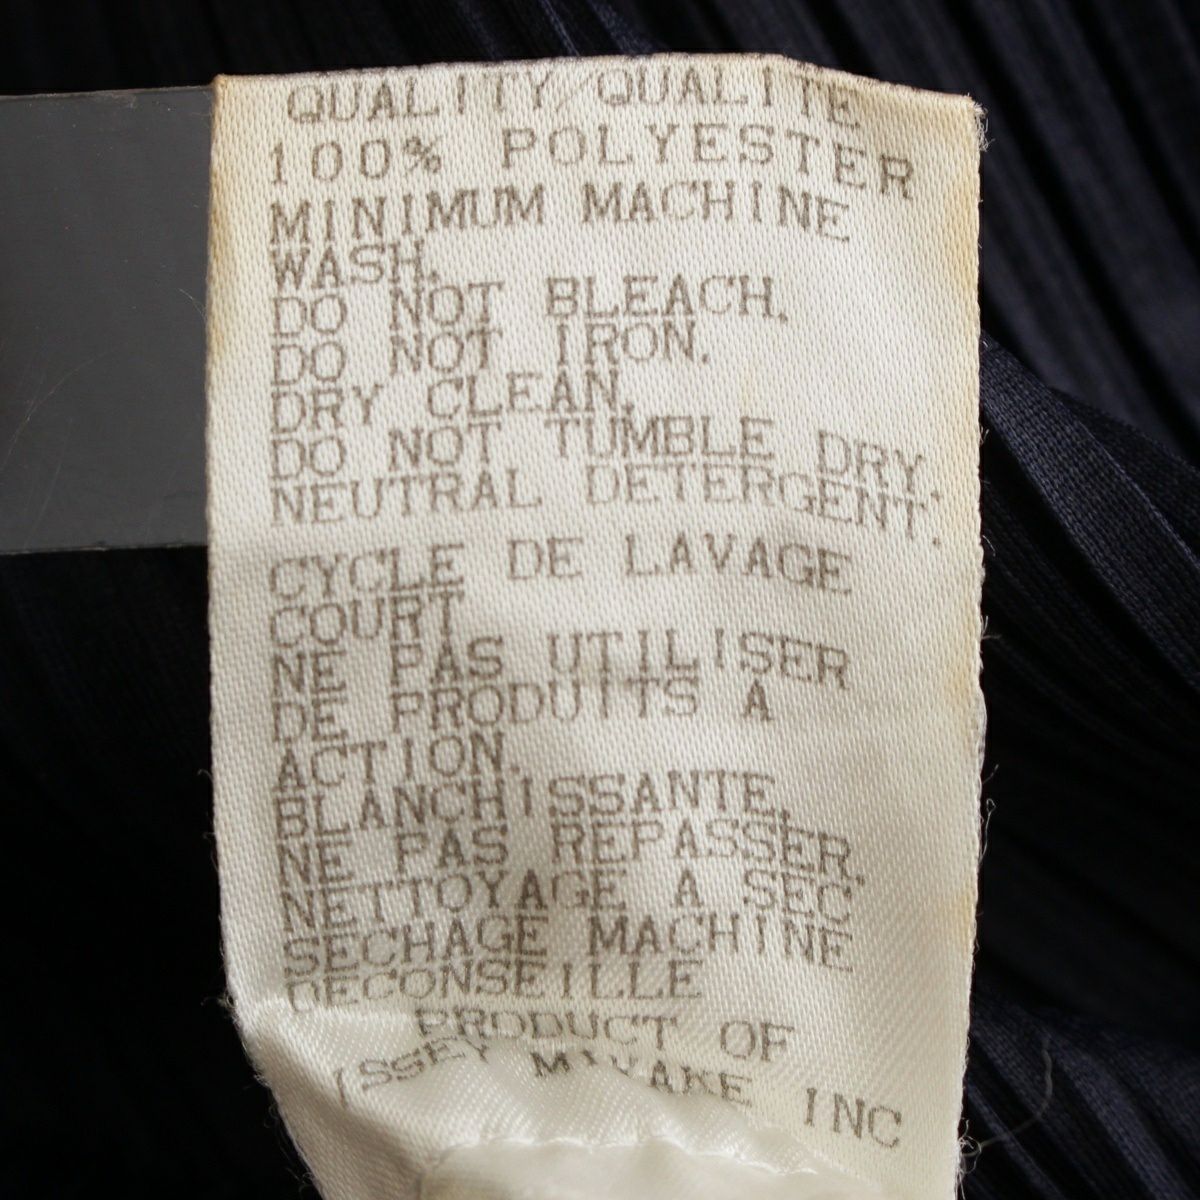 QUALITY/QUALITE
100% POLYESTER
MINIMUM MACHINE
WASH.
DO NOT BLEACH.
DO NOT IRON.
DRY CLEAN.
DO NOT TUMBLE DRY.
NEUTRAL DETERGENT.
CYCLE DE LAVAGE
COURT
NE PAS UTILISER
DE PRODUITS A
ACTION.
BLANCHISSANTE.
NE PAS REPASSER.
NETTOYAGE A SEC
SECHAGE MACHINE
DECONSEILLE
PRODUCT OF
ISSEY MIYAKE INC